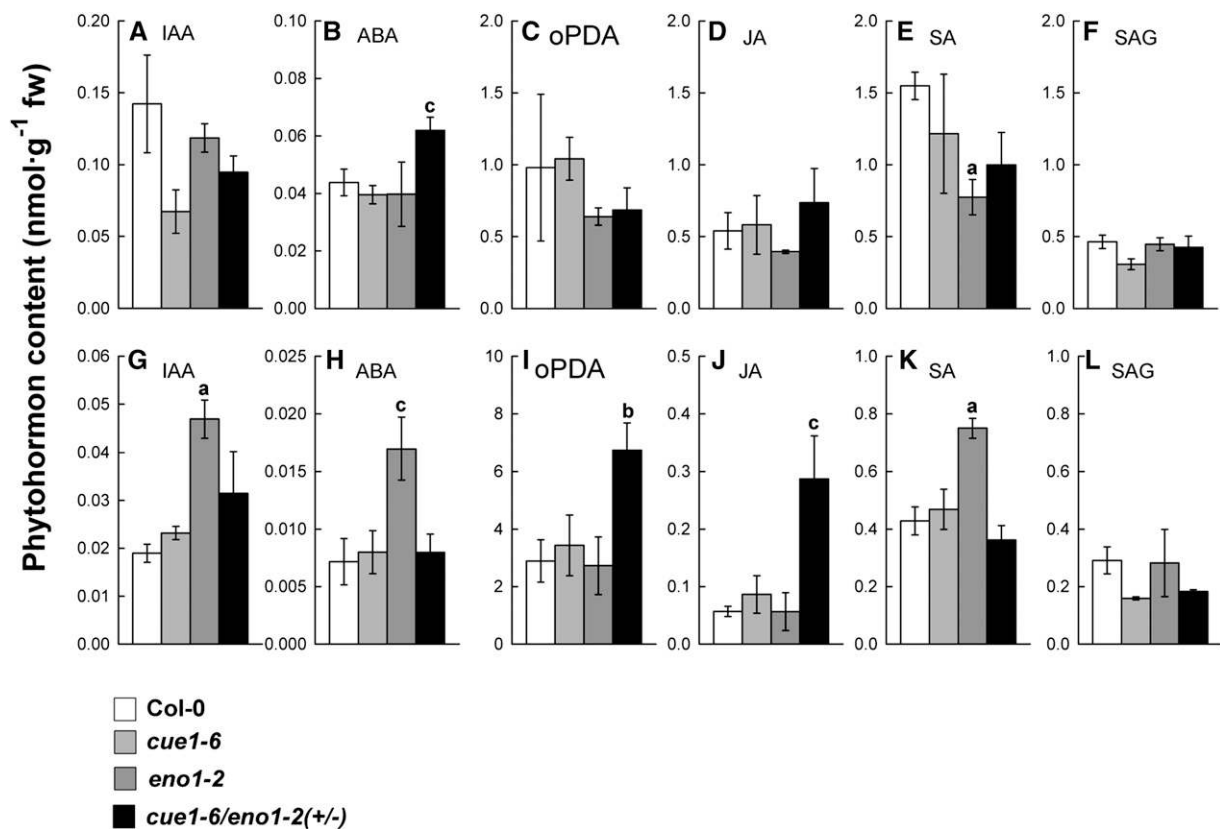 Phytohormon content (nmol·g⁻¹ fw)
A IAA
0.20
0.15
0.10
0.05
0.00
B ABA
0.10
0.08
0.06
0.04
0.02
0.00
c
C oPDA
2.0
1.5
1.0
0.5
0.0
D JA
2.0
1.5
1.0
0.5
0.0
E SA
2.0
1.5
1.0
0.5
0.0
a
F SAG
2.0
1.5
1.0
0.5
0.0
G IAA
0.06
0.05
0.04
0.03
0.02
0.01
0.00
a
H ABA
0.025
0.020
0.015
0.010
0.005
0.000
c
I oPDA
10
8
6
4
2
0
b
J JA
0.5
0.4
0.3
0.2
0.1
0.0
c
K SA
1.0
0.8
0.6
0.4
0.2
0.0
a
L SAG
1.0
0.8
0.6
0.4
0.2
0.0
Col-0
cue1-6
eno1-2
cue1-6/eno1-2(+/-)